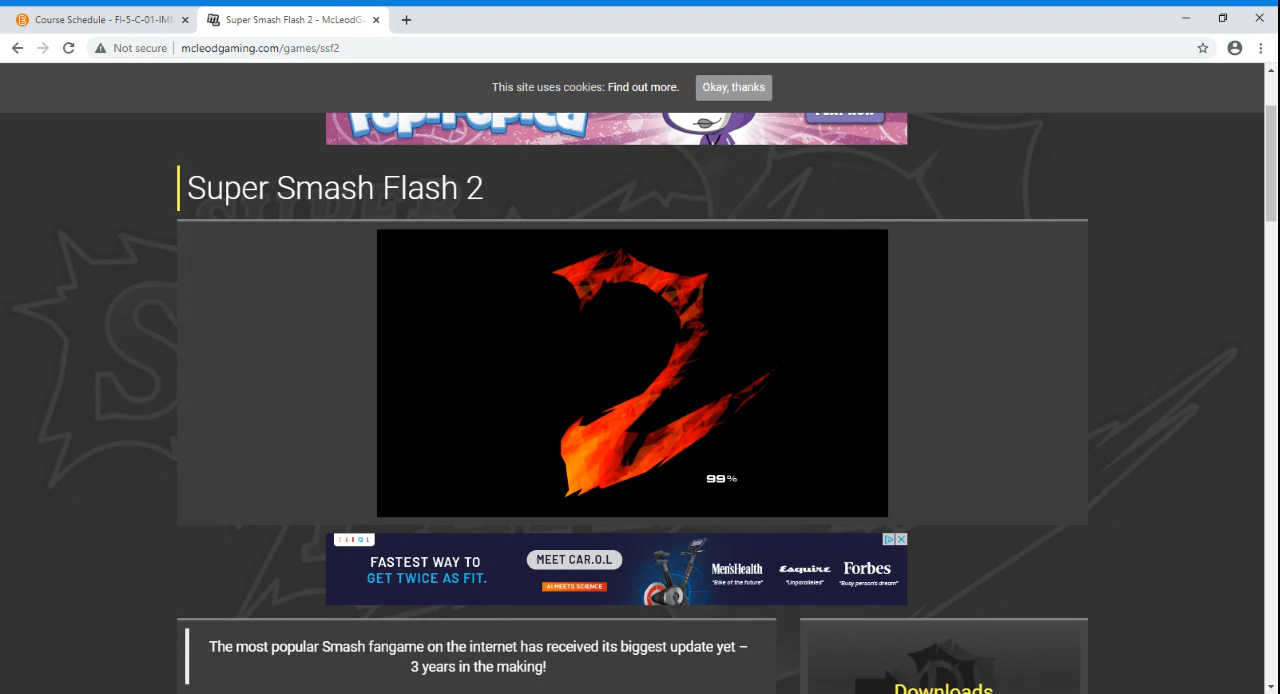 Course Schedule - FI-5-C-01-IMI
Super Smash Flash 2 - McLeodGa
Not secure
mcleodgaming.com/games/ssf2
This site uses cookies: Find out more.
Okay, thanks
Super Smash Flash 2
2
99%
FASTEST WAY TO
GET TWICE AS FIT.
MEET CAR.O.L
AI MEETS SCIENCE
Men'sHealth
"Bike of the future"
Esquire
"Unparalleled"
Forbes
"Busy person's dream"
The most popular Smash fangame on the internet has received its biggest update yet –
3 years in the making!
Downloads